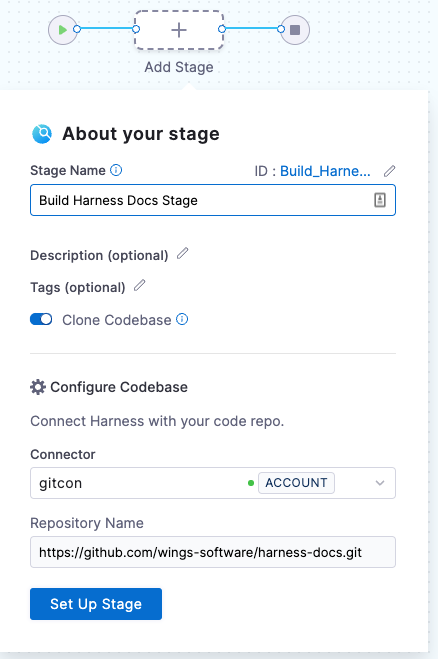 Add Stage
About your stage
Stage Name ID : Build_Harne...
Build Harness Docs Stage
Description (optional)
Tags (optional)
Clone Codebase
Configure Codebase
Connect Harness with your code repo.
Connector
gitcon ACCOUNT
Repository Name
https://github.com/wings-software/harness-docs.git
Set Up Stage